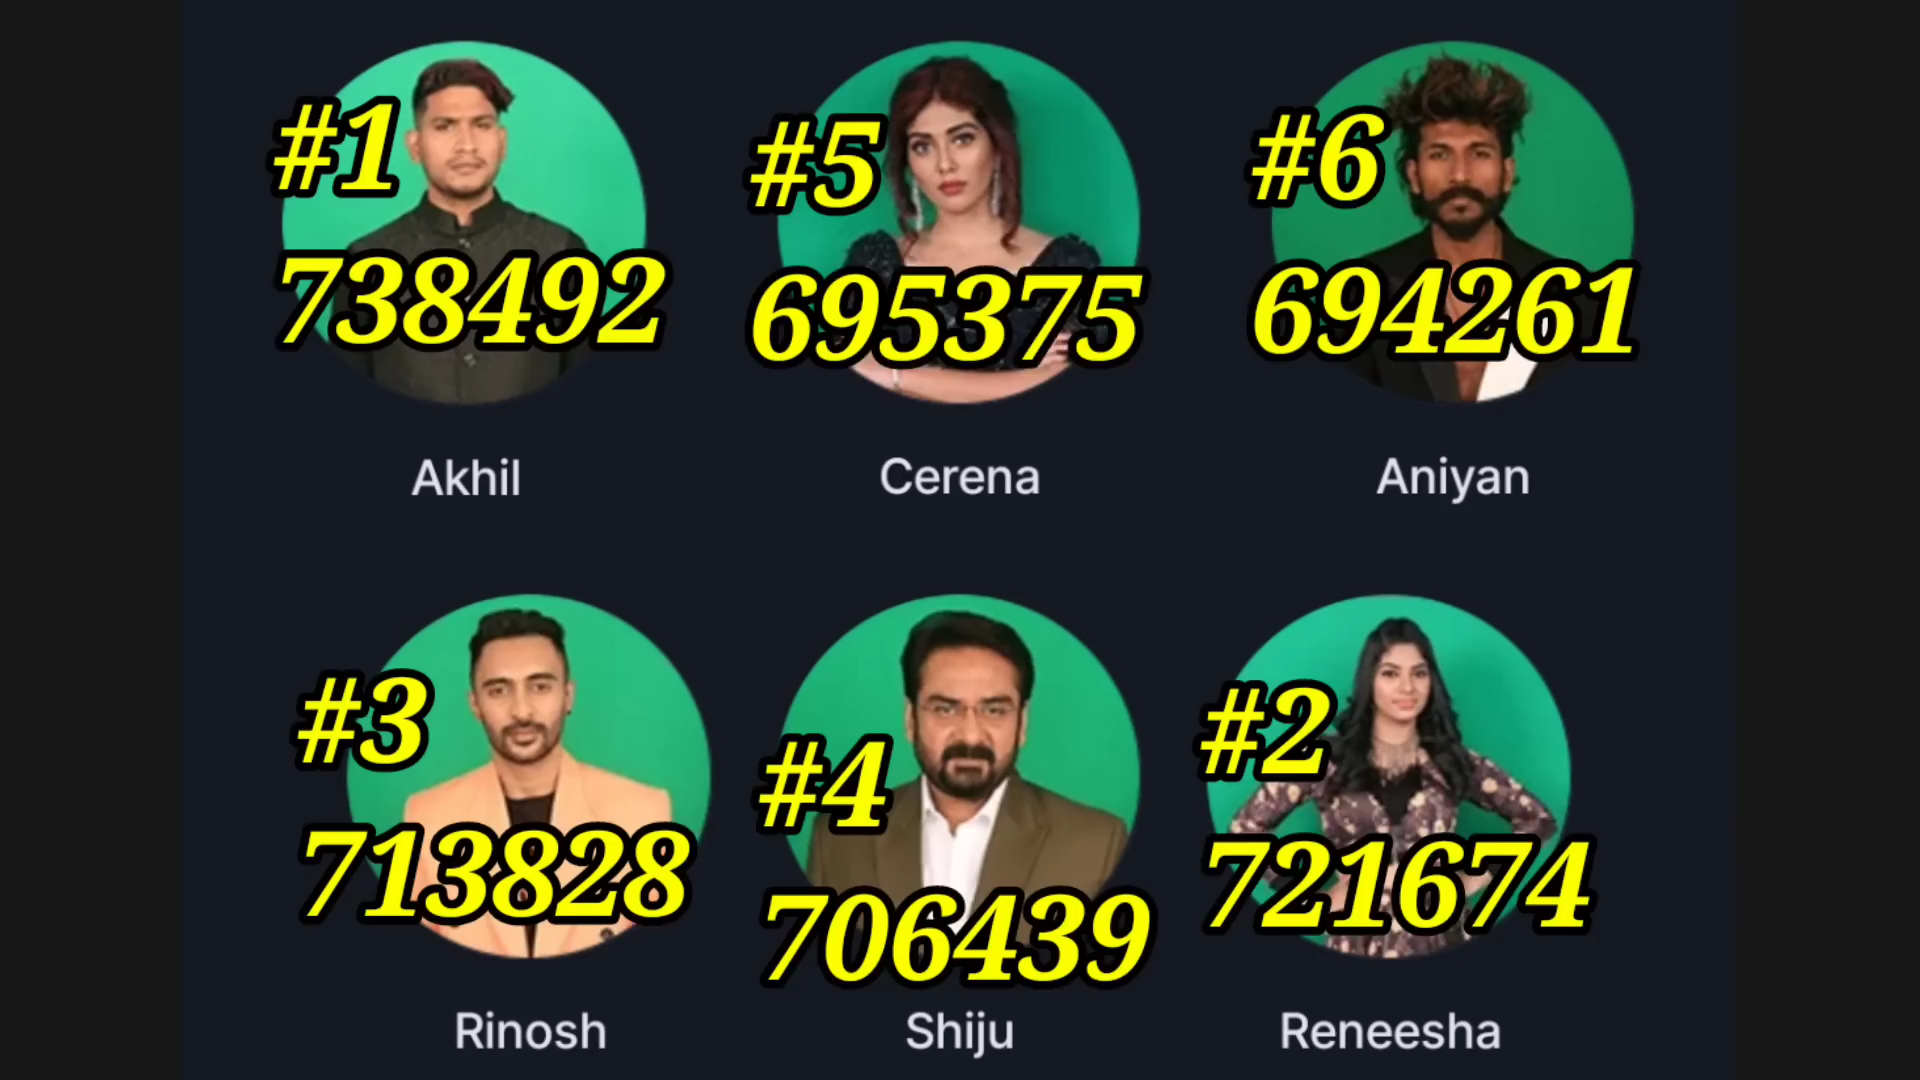 #1
738492
Akhil
#5
695375
Cerena
#6
694261
Aniyan
#3
713828
Rinosh
#4
706439
Shiju
#2
721674
Reneesha